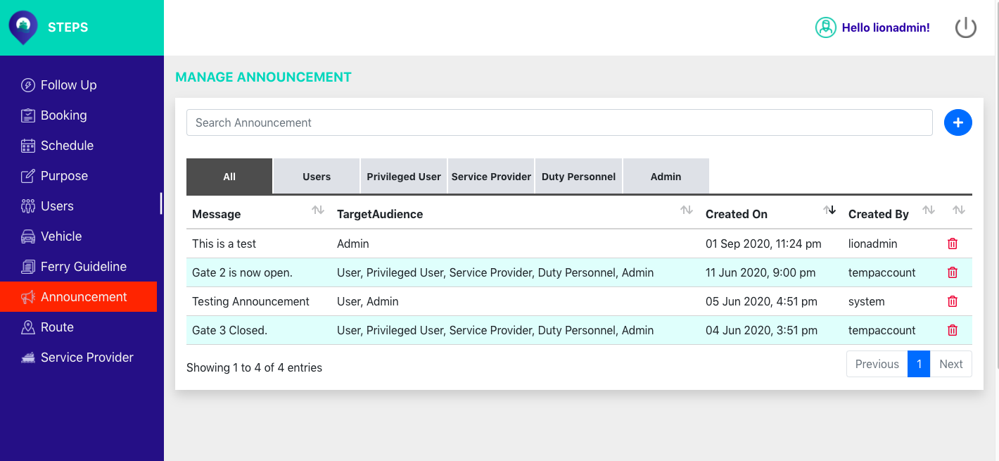 STEPS
Hello lionadmin!
Follow Up
Booking
Schedule
Purpose
Users
Vehicle
Ferry Guideline
Announcement
Route
Service Provider
MANAGE ANNOUNCEMENT
Search Announcement
All Users Privileged User Service Provider Duty Personnel Admin
Message TargetAudience Created On Created By
This is a test Admin 01 Sep 2020, 11:24 pm lionadmin
Gate 2 is now open. User, Privileged User, Service Provider, Duty Personnel, Admin 11 Jun 2020, 9:00 pm tempaccount
Testing Announcement User, Admin 05 Jun 2020, 4:51 pm system
Gate 3 Closed. User, Privileged User, Service Provider, Duty Personnel, Admin 04 Jun 2020, 3:51 pm tempaccount
Showing 1 to 4 of 4 entries
Previous 1 Next